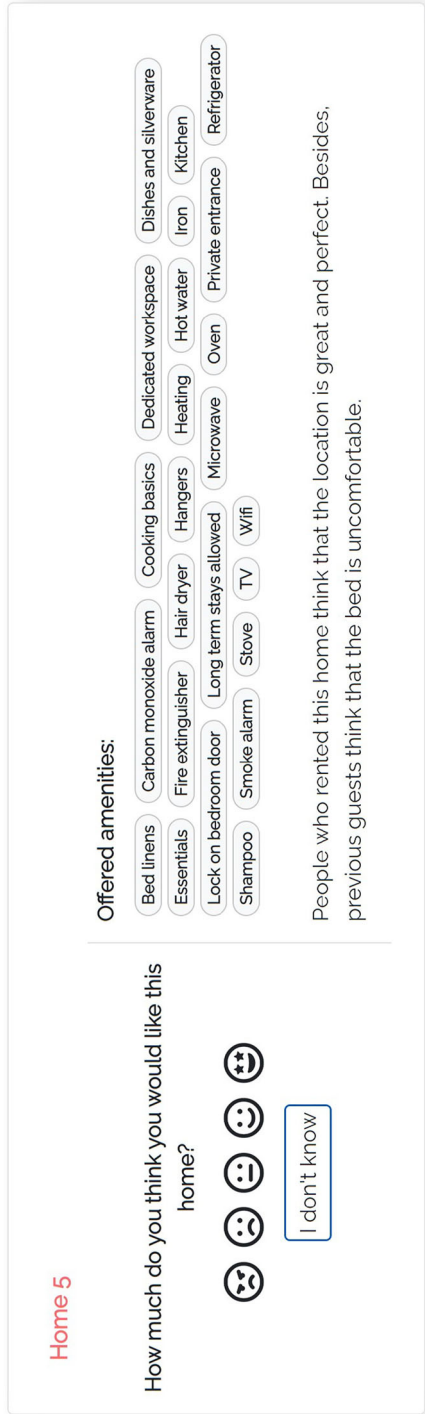 Home 5
How much do you think you would like this
home?
I don't know
Offered amenities:
Bed linens Carbon monoxide alarm Cooking basics Dedicated workspace Dishes and silverware
Essentials Fire extinguisher Hair dryer Hangers Heating Hot water Iron Kitchen
Lock on bedroom door Long term stays allowed Microwave Oven Private entrance Refrigerator
Shampoo Smoke alarm Stove TV Wifi
People who rented this home think that the location is great and perfect. Besides,
previous guests think that the bed is uncomfortable.